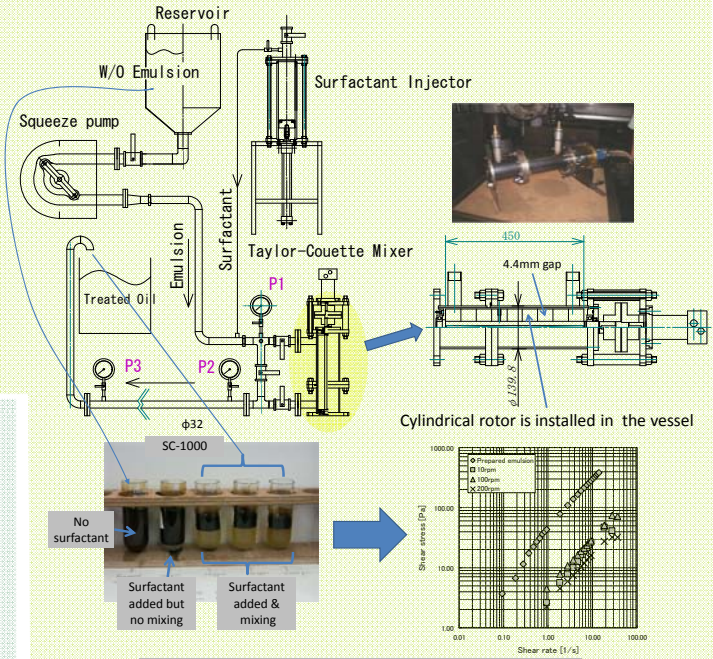 Reservoir
W/O Emulsion
Surfactant Injector
Squeeze pump
Emulsion
Surfactant
Taylor-Couette Mixer
450
4.4mm gap
P1
Treated Oil
P3
P2
φ139.8
Cylindrical rotor is installed in the vessel
φ32
SC-1000
No
surfactant
Surfactant
added but
no mixing
Surfactant
added &
mixing
1000.00
100.00
10.00
1.00
Shear stress [Pa]
Prepared emulsion
10rpm
100rpm
200rpm
0.01
0.10
1.00
10.00
100.00
Shear rate [1/s]